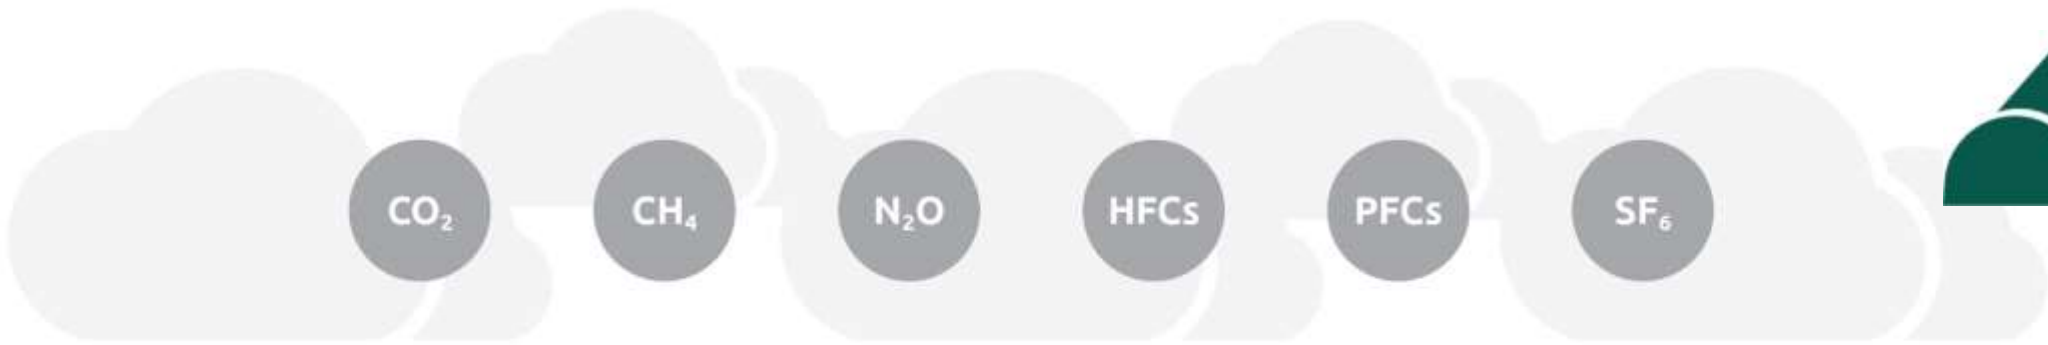 CO₂ CH₄ N₂O HFCs PFCs SF₆